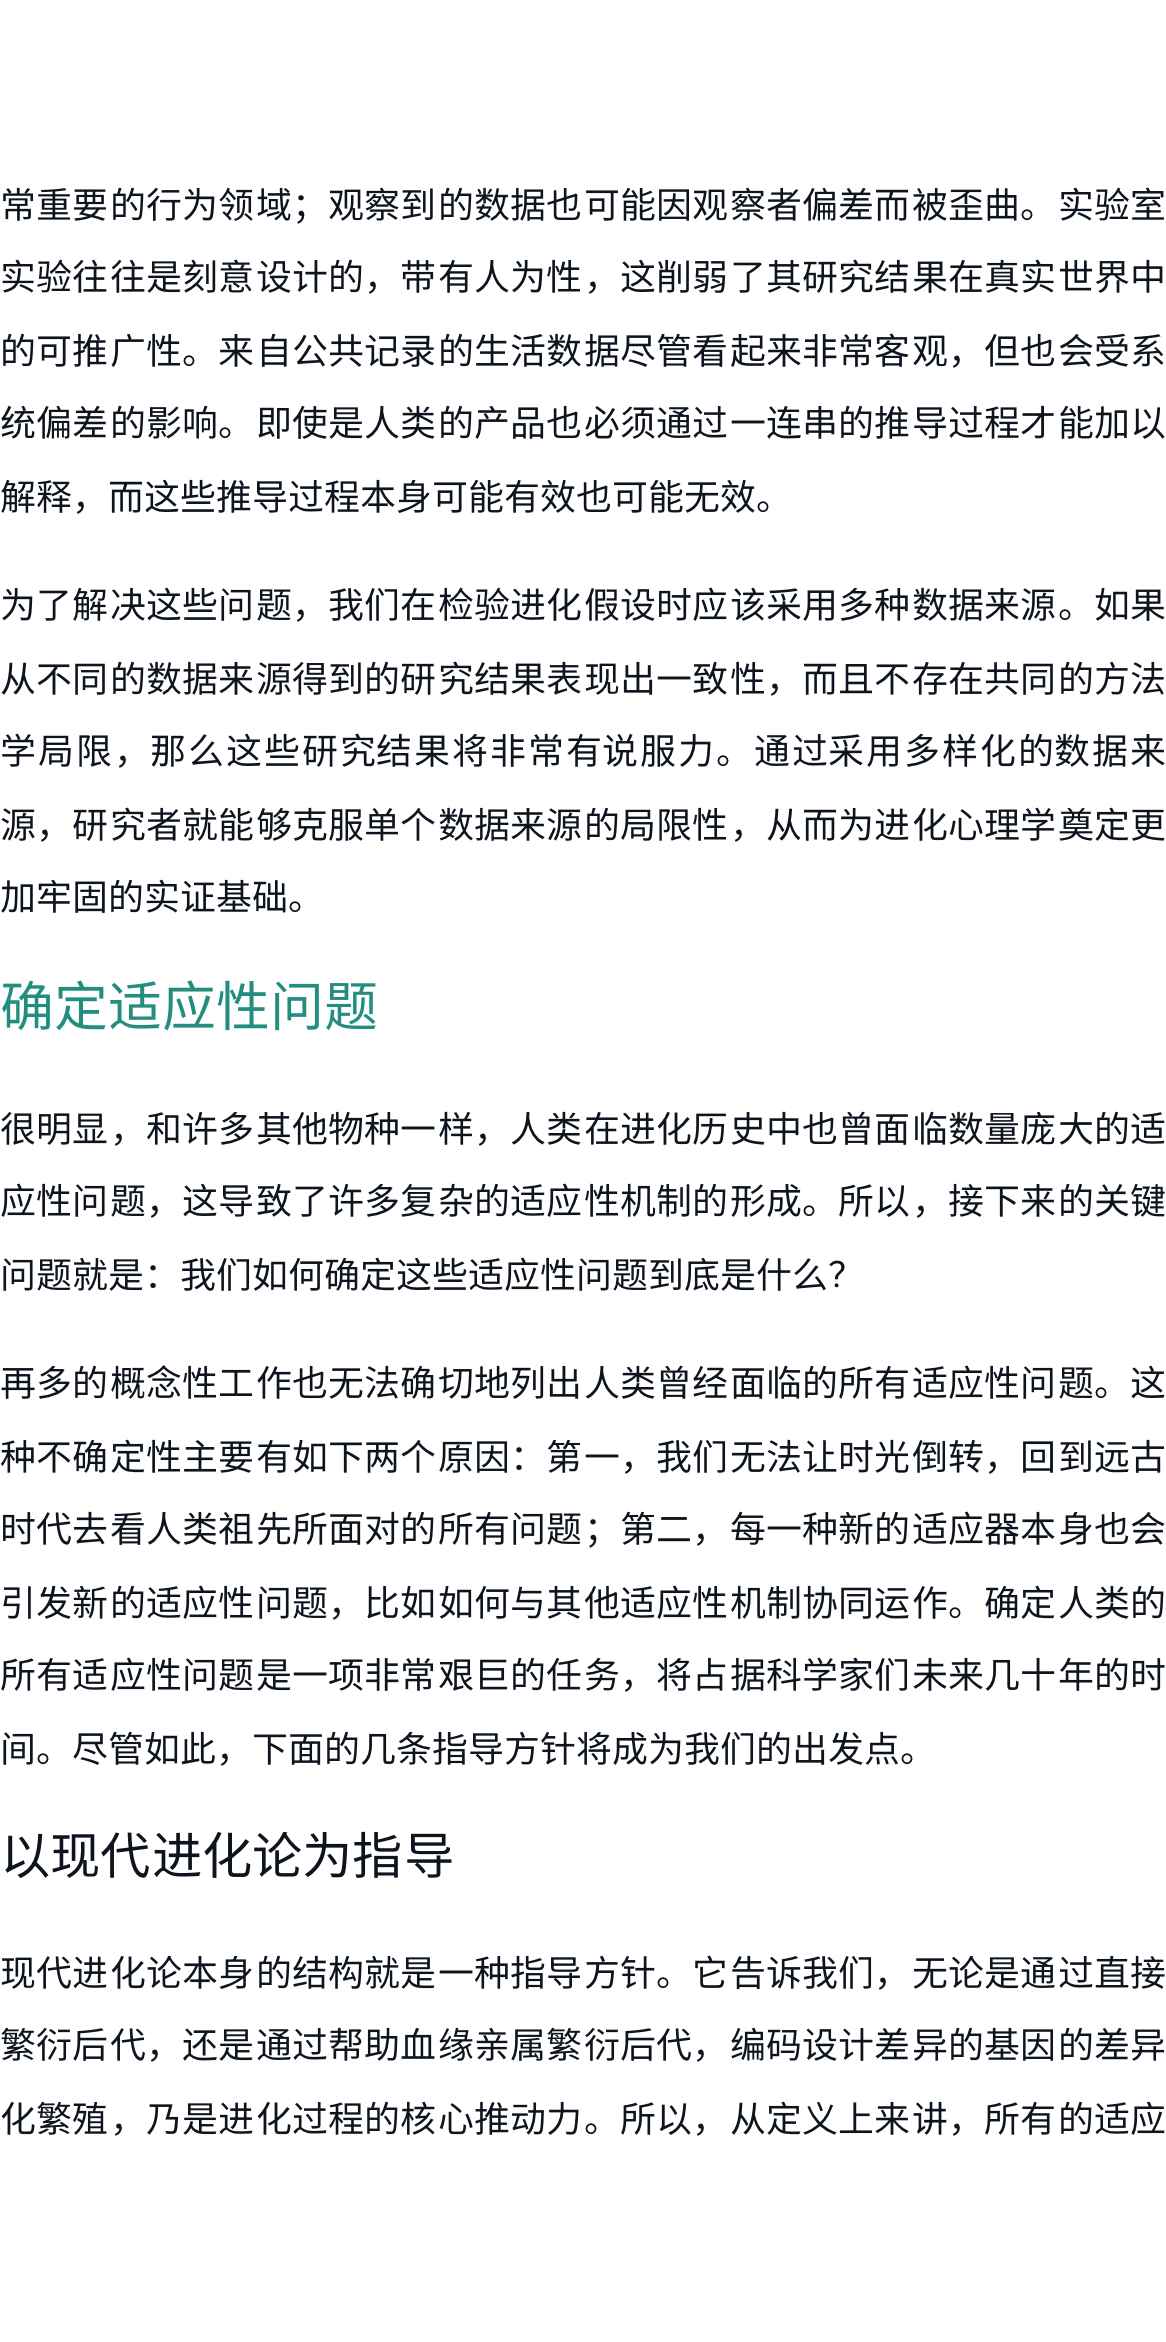 常重要的行为领域；观察到的数据也可能因观察者偏差而被歪曲。实验室
实验往往是刻意设计的，带有人为性，这削弱了其研究结果在真实世界中
的可推广性。来自公共记录的生活数据尽管看起来非常客观，但也会受系
统偏差的影响。即使是人类的产品也必须通过一连串的推导过程才能加以
解释，而这些推导过程本身可能有效也可能无效。
为了解决这些问题，我们在检验进化假设时应该采用多种数据来源。如果
从不同的数据来源得到的研究结果表现出一致性，而且不存在共同的方法
学局限，那么这些研究结果将非常有说服力。通过采用多样化的数据来
源，研究者就能够克服单个数据来源的局限性，从而为进化心理学奠定更
加牢固的实证基础。
确定适应性问题
很明显，和许多其他物种一样，人类在进化历史中也曾面临数量庞大的适
应性问题，这导致了许多复杂的适应性机制的形成。所以，接下来的关键
问题就是：我们如何确定这些适应性问题到底是什么？
再多的概念性工作也无法确切地列出人类曾经面临的所有适应性问题。这
种不确定性主要有如下两个原因：第一，我们无法让时光倒转，回到远古
时代去看人类祖先所面对的所有问题；第二，每一种新的适应器本身也会
引发新的适应性问题，比如如何与其他适应性机制协同运作。确定人类的
所有适应性问题是一项非常艰巨的任务，将占据科学家们未来几十年的时
间。尽管如此，下面的几条指导方针将成为我们的出发点。
以现代进化论为指导
现代进化论本身的结构就是一种指导方针。它告诉我们，无论是通过直接
繁衍后代，还是通过帮助血缘亲属繁衍后代，编码设计差异的基因的差异
化繁殖，乃是进化过程的核心推动力。所以，从定义上来讲，所有的适应